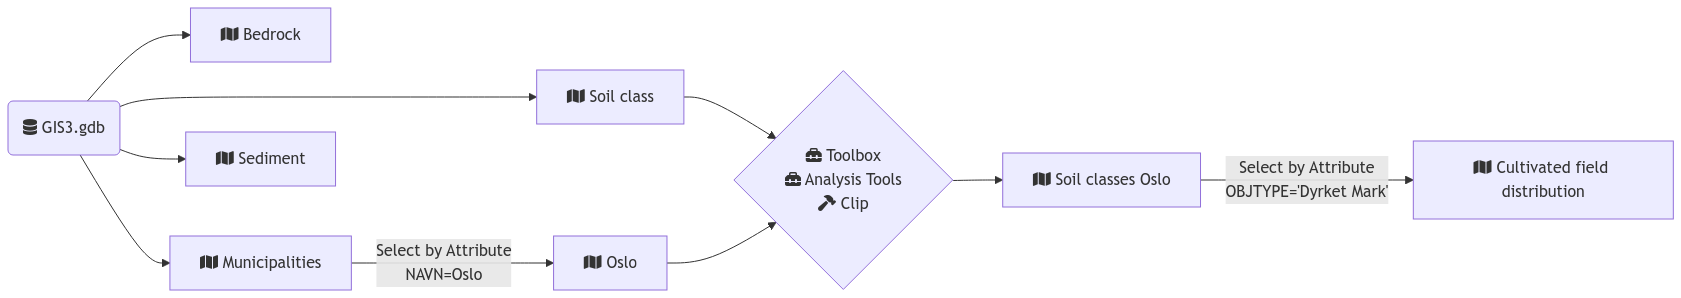 Bedrock
Soil class
GIS3.gdb
Sediment
Municipalities
Select by Attribute
NAVN=Oslo
Oslo
Toolbox
Analysis Tools
Clip
Soil classes Oslo
Select by Attribute
OBJTYPE='Dyrket Mark'
Cultivated field
distribution